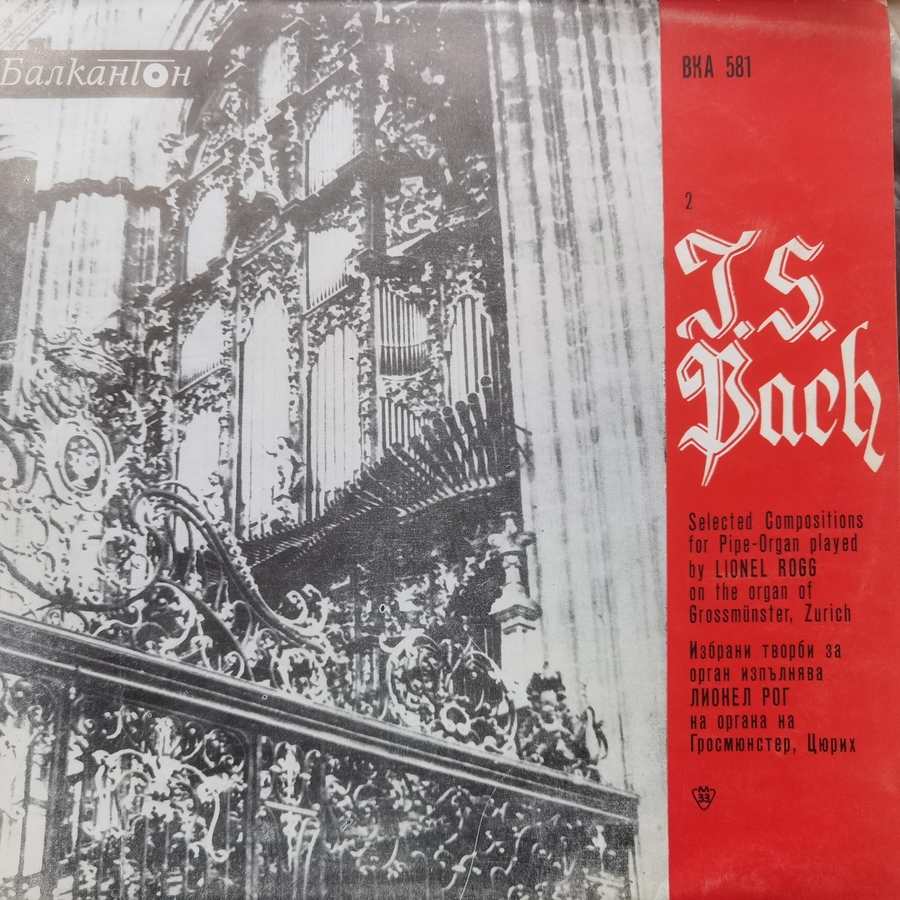 Балкантон
ВКА 581
2
J.S.
Bach
Selected Compositions
for Pipe-Organ played
by LIONEL ROGG
on the organ of
Grossmünster, Zurich
Избрани творби за
орган изпълнява
ЛИОНЕЛ РОГ
на органа на
Гросмюнстер, Цюрих
М
33